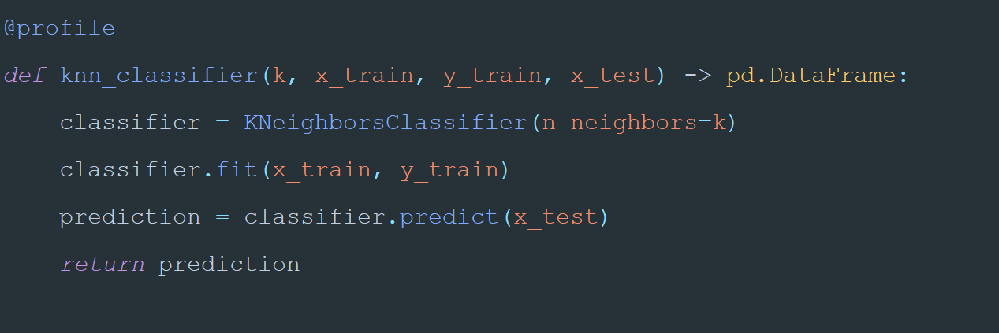 @profile
def knn_classifier(k, x_train, y_train, x_test) -> pd.DataFrame:
    classifier = KNeighborsClassifier(n_neighbors=k)
    classifier.fit(x_train, y_train)
    prediction = classifier.predict(x_test)
    return prediction